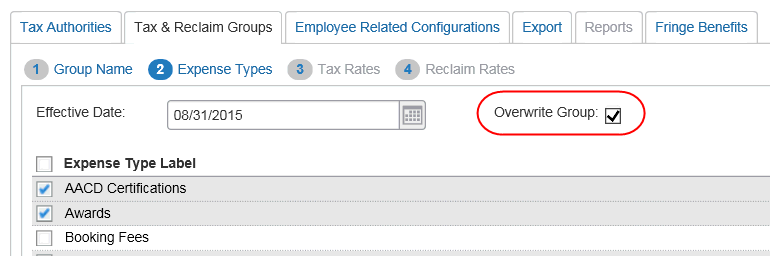 Tax Authorities Tax & Reclaim Groups Employee Related Configurations Export Reports Fringe Benefits
1 Group Name 2 Expense Types 3 Tax Rates 4 Reclaim Rates
Effective Date: 08/31/2015 Overwrite Group:
Expense Type Label
AACD Certifications
Awards
Booking Fees